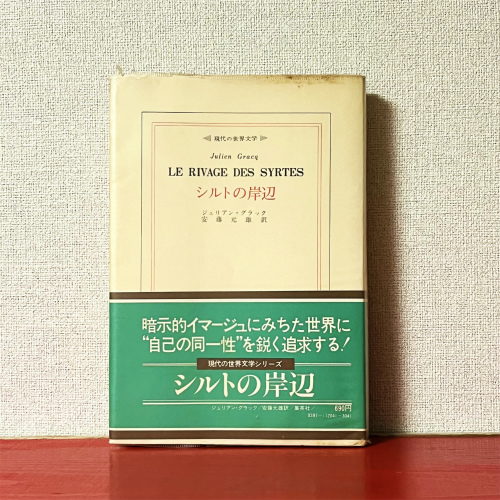 現代の世界文学
Julien Gracq
LE RIVAGE DES SYRTES
シルトの岸辺
ジュリアン・グラック
安藤元雄 訳
暗示的イマージュにみちた世界に
“自己の同一性”を鋭く追求する!
現代の世界文学シリーズ
シルトの岸辺
ジュリアン・グラック/安藤元雄訳/集英社/
690円